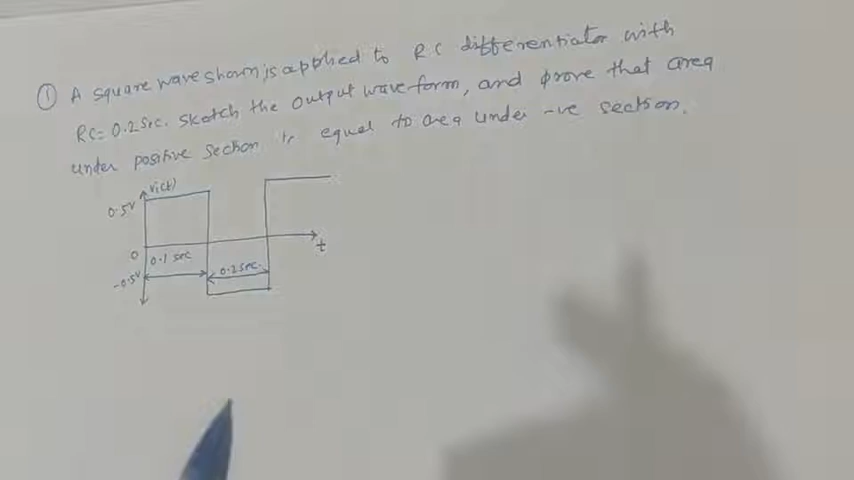 ① A square wave shown is applied to RC differentiator with
RC = 0.2 sec. Sketch the output wave form, and prove that area
under positive section is equal to area under -ve section.
vi(t)
0.5V
0
0.1 sec
0.2 sec.
-0.5V
t